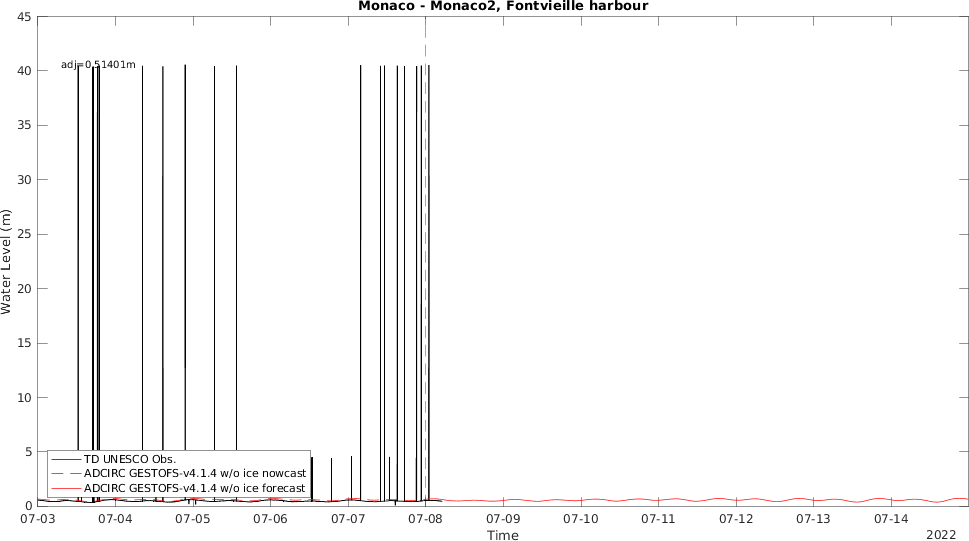 Monaco - Monaco2, Fontvieille harbour
45
adj=0.51401m
40
35
30
25
20
15
10
5
0
Water Level (m)
TD UNESCO Obs.
ADCIRC GESTOFS-v4.1.4 w/o ice nowcast
ADCIRC GESTOFS-v4.1.4 w/o ice forecast
07-03 07-04 07-05 07-06 07-07 07-08 07-09 07-10 07-11 07-12 07-13 07-14
Time
2022